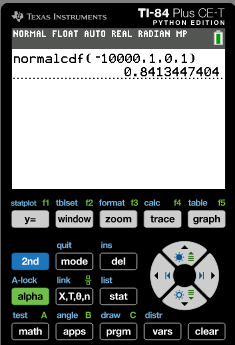 TEXAS INSTRUMENTS TI-84 Plus CE-T
PYTHON EDITION
NORMAL FLOAT AUTO REAL RADIAN MP
normalcdf(-10000,1,0,1)
0.8413447404
statplot f1 tblset f2 format f3 calc f4 table f5
y= window zoom trace graph
quit ins
2nd mode del
A-lock link list
alpha X,T,θ,n stat
test A angle B draw C distr
math apps prgm vars clear